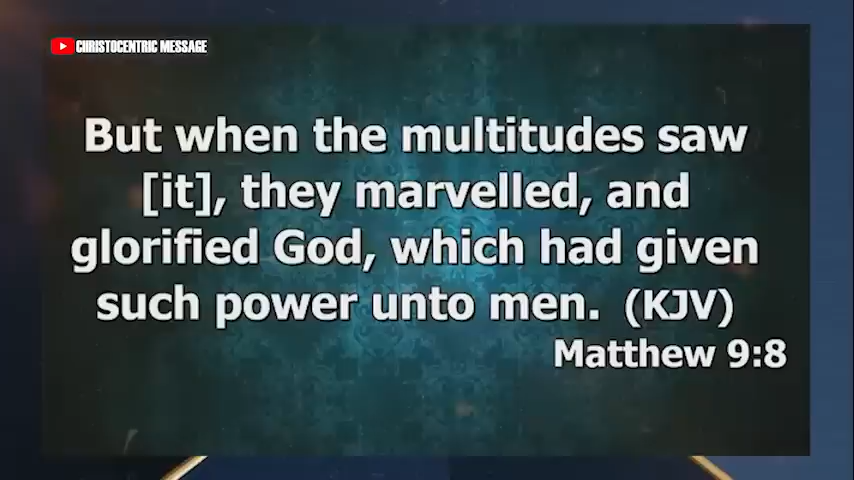 CHRISTOCENTRIC MESSAGE
But when the multitudes saw
[it], they marvelled, and
glorified God, which had given
such power unto men. (KJV)
Matthew 9:8